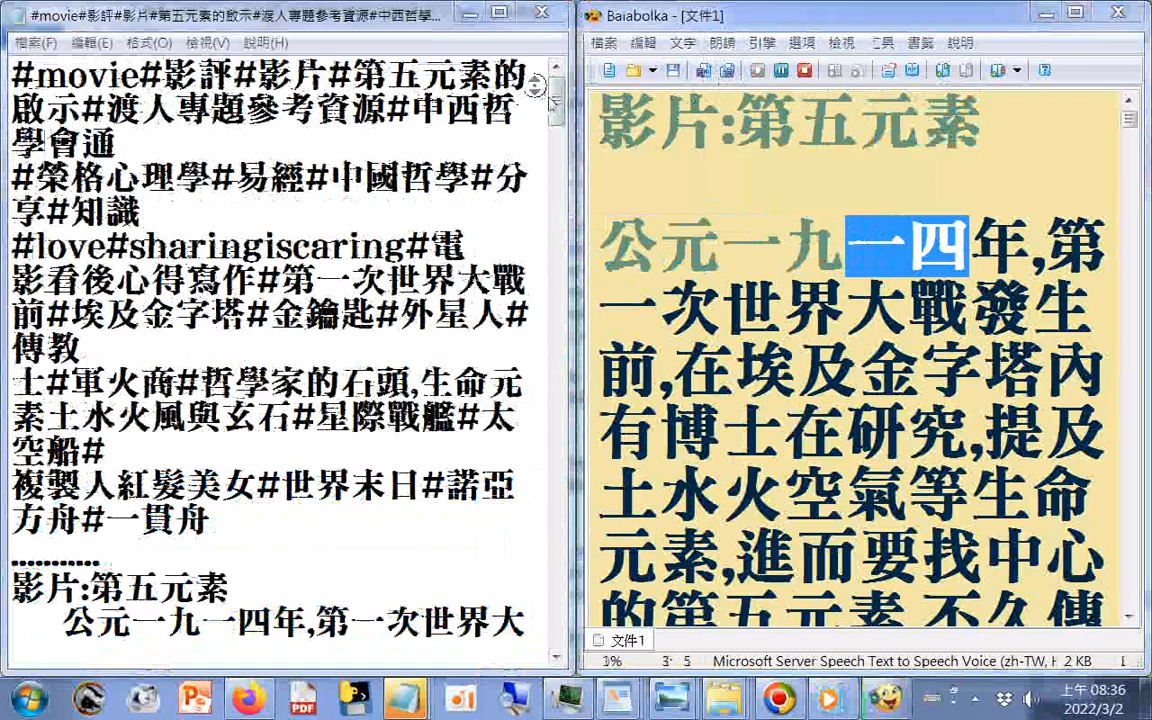 #movie#影評#影片#第五元素的啟示#渡人專題參考資源#中西哲學...
檔案(F) 編輯(E) 格式(O) 檢視(V) 說明(H)
#movie#影評#影片#第五元素的
啟示#渡人專題參考資源#中西哲
學會通
#榮格心理學#易經#中國哲學#分
享#知識
#love#sharingiscaring#電
影看後心得寫作#第一次世界大戰
前#埃及金字塔#金鑰匙#外星人#
傳教
士#軍火商#哲學家的石頭,生命元
素土水火風與玄石#星際戰艦#太
空船#
複製人紅髮美女#世界末日#諾亞
方舟#一貫舟
...........
影片:第五元素
公元一九一四年,第一次世界大
Balabolka - [文件1]
檔案 編輯 文字 朗讀 引擎 選項 檢視 工具 書籤 說明
影片:第五元素
公元一九一四年,第
一次世界大戰發生
前,在埃及金字塔內
有博士在研究,提及
土水火空氣等生命
元素,進而要找中心
的第五元素,不久傳
文件1
1% 3: 5 Microsoft Server Speech Text to Speech Voice (zh-TW, H 2 KB
PDF
上午 08:36
2022/3/2